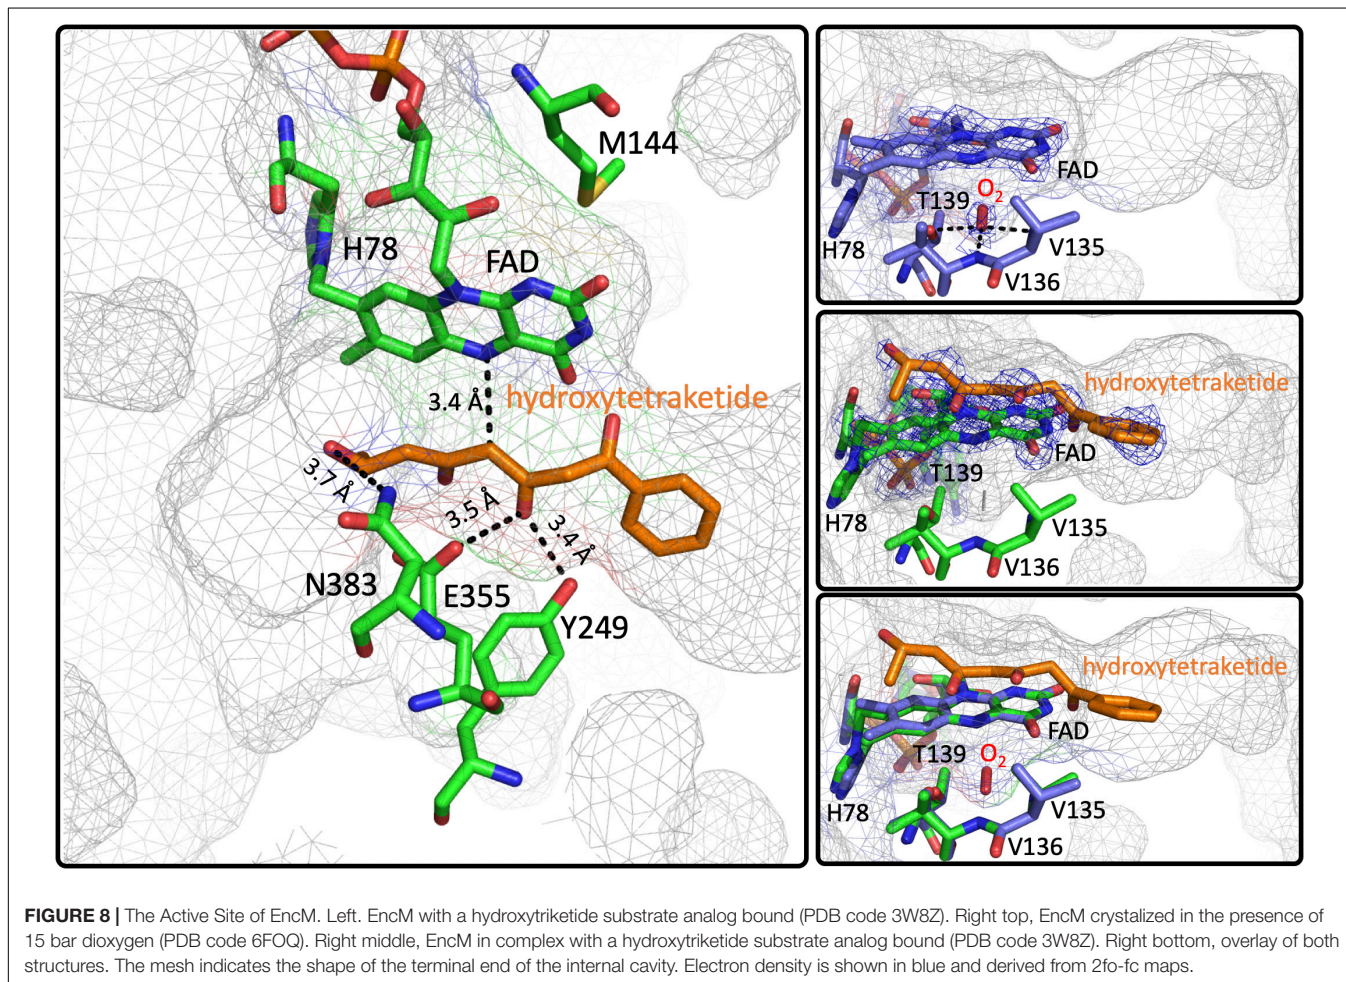 M144
H78
FAD
3.4 Å
hydroxytetraketide
3.7 Å
3.5 Å
3.4 Å
N383
E355
Y249
FAD
T139
O2
H78
V135
V136
hydroxytetraketide
T139
FAD
H78
V135
V136
hydroxytetraketide
FAD
T139
O2
H78
V135
V136
FIGURE 8 | The Active Site of EncM. Left. EncM with a hydroxytriketide substrate analog bound (PDB code 3W8Z). Right top, EncM crystalized in the presence of
15 bar dioxygen (PDB code 6FOQ). Right middle, EncM in complex with a hydroxytriketide substrate analog bound (PDB code 3W8Z). Right bottom, overlay of both
structures. The mesh indicates the shape of the terminal end of the internal cavity. Electron density is shown in blue and derived from 2fo-fc maps.